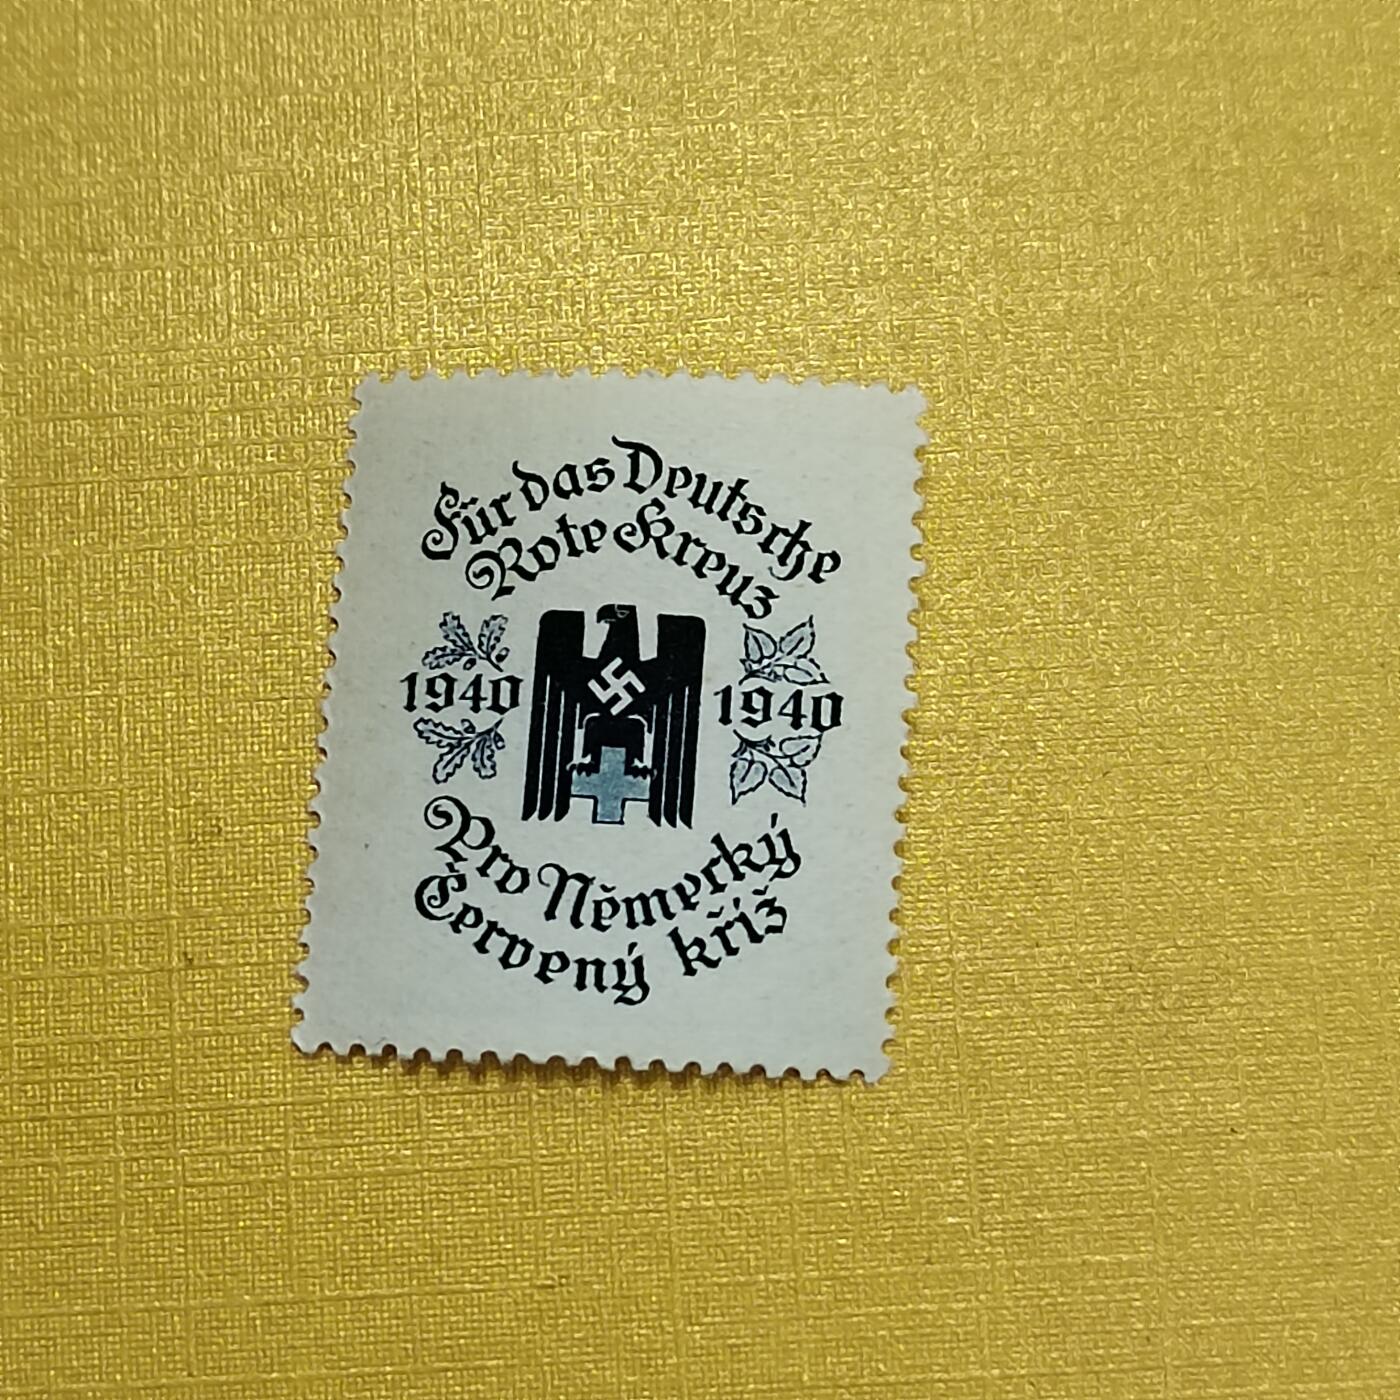 Für das Deutsche
Rote Kreuz
1940 1940
Pro Německý
Červený kříž